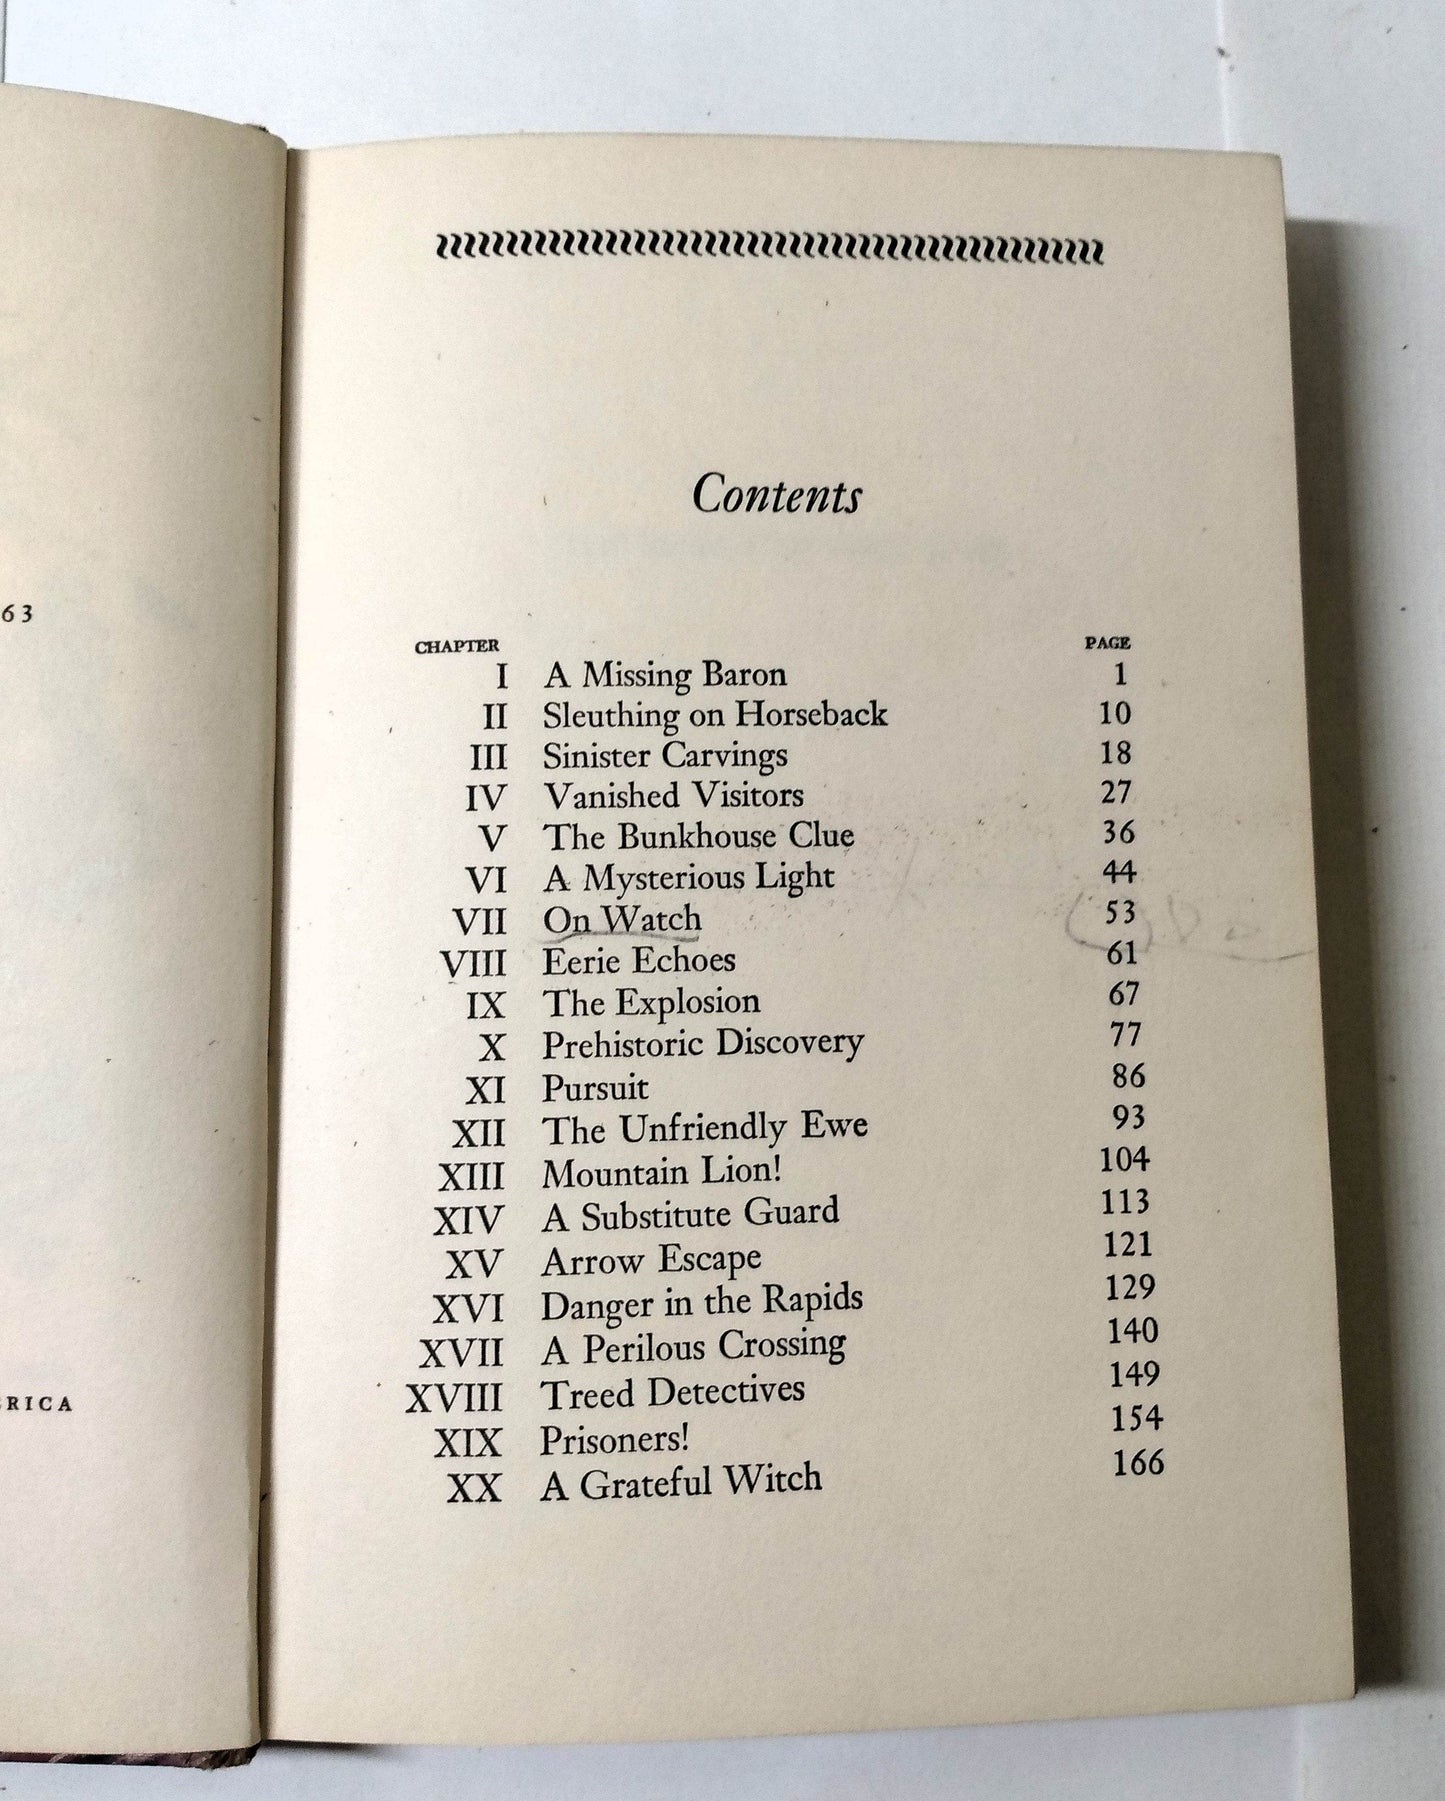 63
ERICA
Contents
CHAPTER PAGE
I A Missing Baron 1
II Sleuthing on Horseback 10
III Sinister Carvings 18
IV Vanished Visitors 27
V The Bunkhouse Clue 36
VI A Mysterious Light 44
VII On Watch 53
VIII Eerie Echoes 61
IX The Explosion 67
X Prehistoric Discovery 77
XI Pursuit 86
XII The Unfriendly Ewe 93
XIII Mountain Lion! 104
XIV A Substitute Guard 113
XV Arrow Escape 121
XVI Danger in the Rapids 129
XVII A Perilous Crossing 140
XVIII Treed Detectives 149
XIX Prisoners! 154
XX A Grateful Witch 166